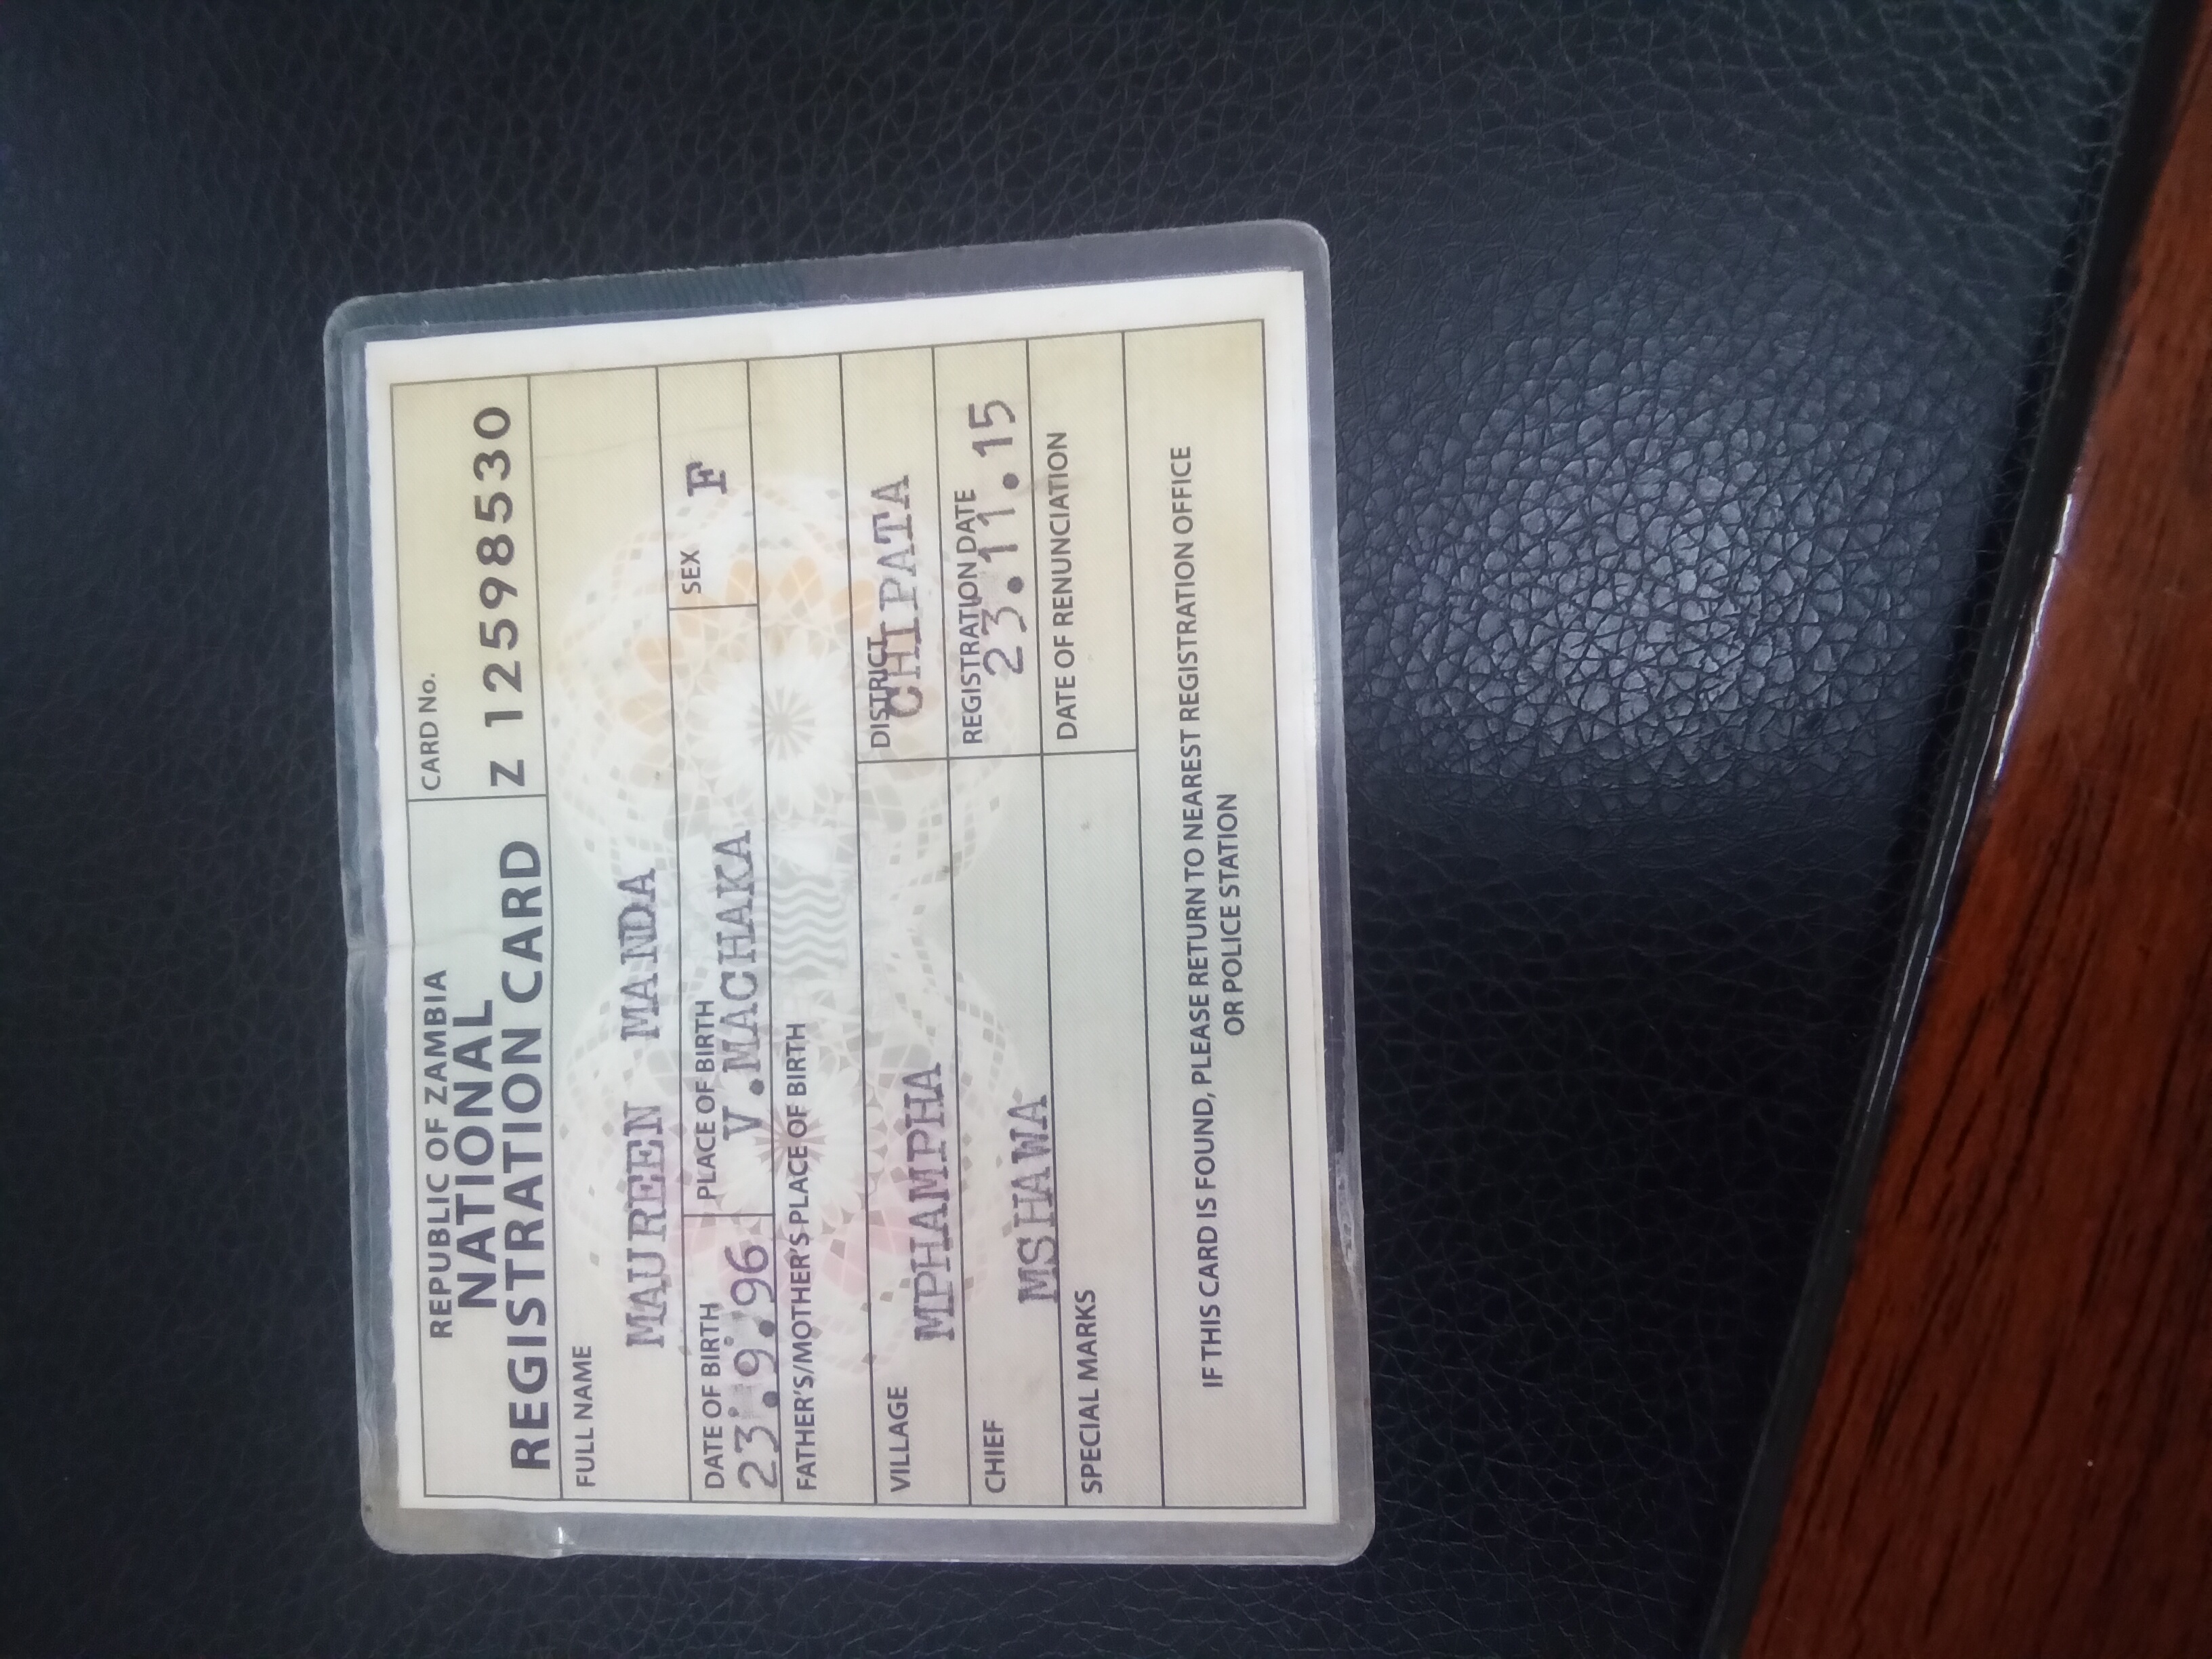 REPUBLIC OF ZAMBIA
NATIONAL
REGISTRATION CARD
CARD No.
Z 12598530
FULL NAME
MAUREEN MANDA
DATE OF BIRTH
23.9.96
PLACE OF BIRTH
V.MACHAKA
SEX F
FATHER'S/MOTHER'S PLACE OF BIRTH
VILLAGE
MPHAMPHA
DISTRICT
CHIPATA
CHIEF
MSHAWA
REGISTRATION DATE
23.11.15
SPECIAL MARKS
DATE OF RENUNCIATION
IF THIS CARD IS FOUND, PLEASE RETURN TO NEAREST REGISTRATION OFFICE
OR POLICE STATION